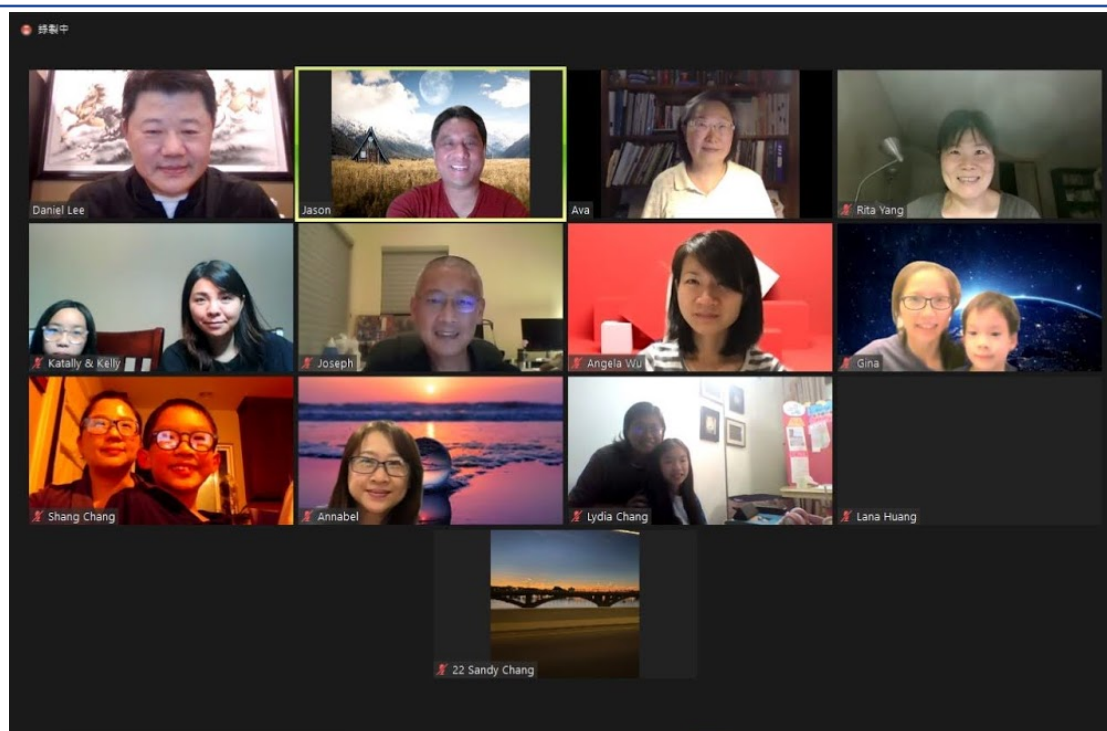 錄製中
Daniel Lee
Jason
Ava
Rita Yang
Katally & Kelly
Joseph
Angela Wu
Gina
Shang Chang
Annabel
Lydia Chang
Lana Huang
22 Sandy Chang